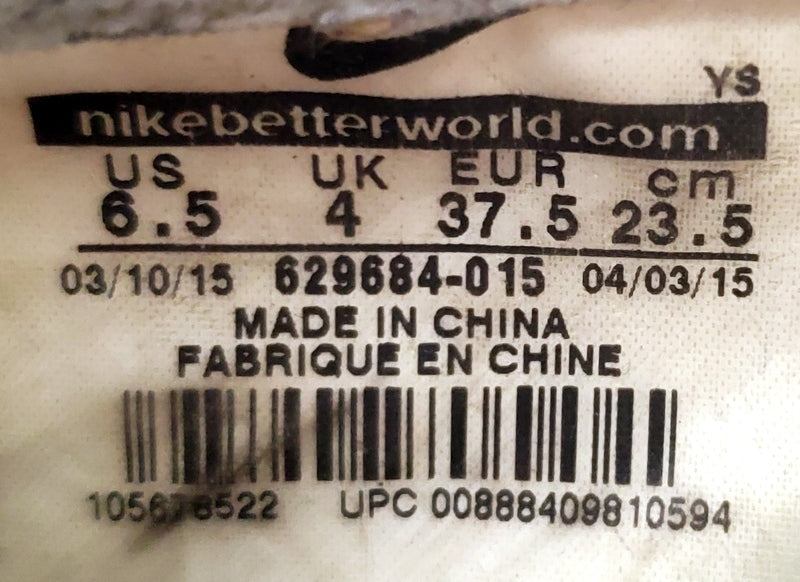 YS
nikebetterworld.com
US UK EUR cm
6.5 4 37.5 23.5
03/10/15 629684-015 04/03/15
MADE IN CHINA
FABRIQUE EN CHINE
UPC 00888409810594